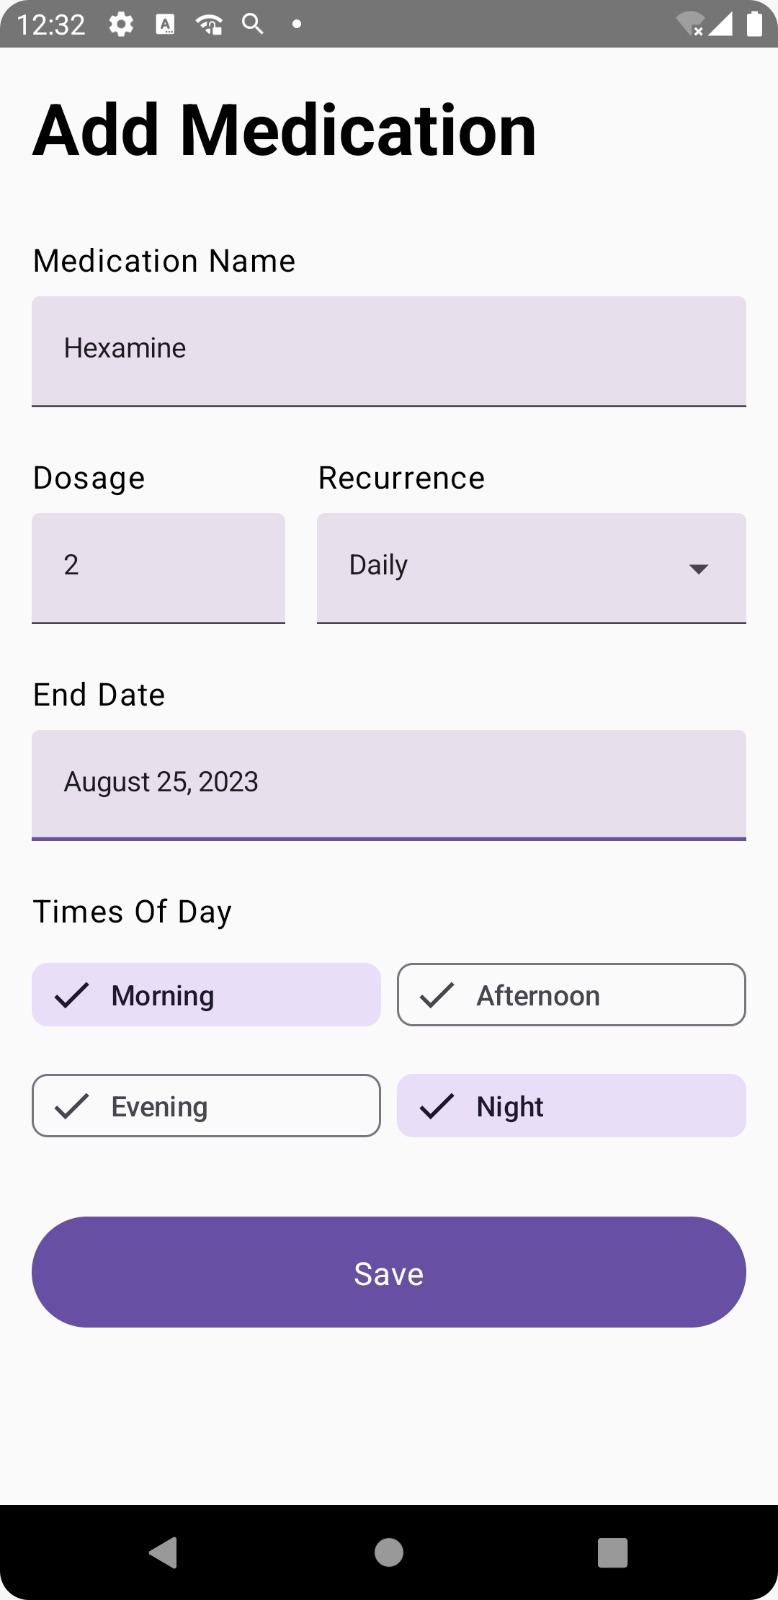 12:32
Add Medication
Medication Name
Hexamine
Dosage Recurrence
2 Daily
End Date
August 25, 2023
Times Of Day
Morning Afternoon
Evening Night
Save